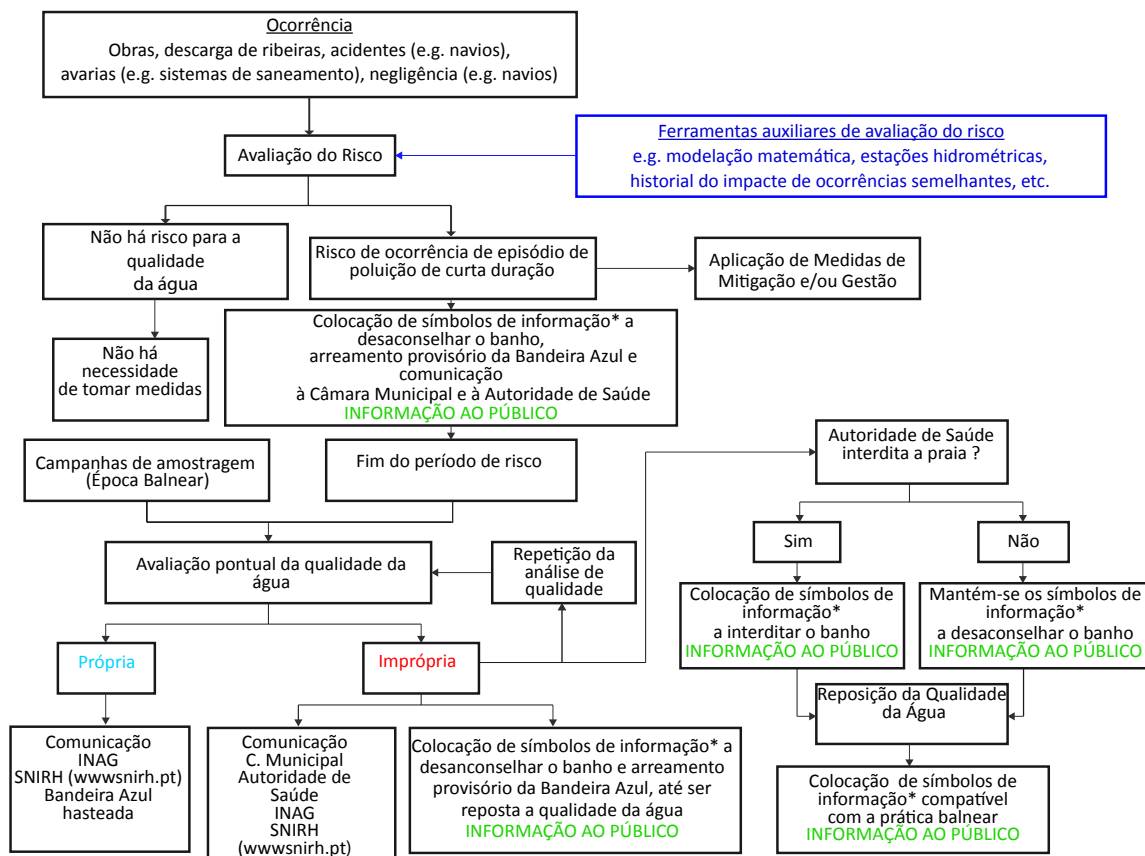 Ocorrência
Obras, descarga de ribeiras, acidentes (e.g. navios),
avarias (e.g. sistemas de saneamento), negligência (e.g. navios)
Ferramentas auxiliares de avaliação do risco
e.g. modelação matemática, estações hidrométricas,
historial do impacte de ocorrências semelhantes, etc.
Avaliação do Risco
Não há risco para a
qualidade
da água
Risco de ocorrência de episódio de
poluição de curta duração
Aplicação de Medidas de
Mitigação e/ou Gestão
Não há
necessidade
de tomar medidas
Colocação de símbolos de informação* a
desaconselhar o banho,
arreamento provisório da Bandeira Azul e
comunicação
à Câmara Municipal e à Autoridade de Saúde
INFORMAÇÃO AO PÚBLICO
Campanhas de amostragem
(Época Balnear)
Fim do período de risco
Autoridade de Saúde
interdita a praia ?
Sim
Não
Avaliação pontual da qualidade da
água
Repetição da
análise de
qualidade
Colocação de símbolos de
informação*
a interditar o banho
INFORMAÇÃO AO PÚBLICO
Mantém-se os símbolos de
informação*
a desaconselhar o banho
INFORMAÇÃO AO PÚBLICO
Própria
Imprópria
Reposição da Qualidade
da Água
Comunicação
INAG
SNIRH (wwwsnirh.pt)
Bandeira Azul
hasteada
Comunicação
C. Municipal
Autoridade de
Saúde
INAG
SNIRH
(wwwsnirh.pt)
Colocação de símbolos de informação* a
desanconselhar o banho e arreamento
provisório da Bandeira Azul, até ser
reposta a qualidade da água
INFORMAÇÃO AO PÚBLICO
Colocação de símbolos de
informação* compatível
com a prática balnear
INFORMAÇÃO AO PÚBLICO